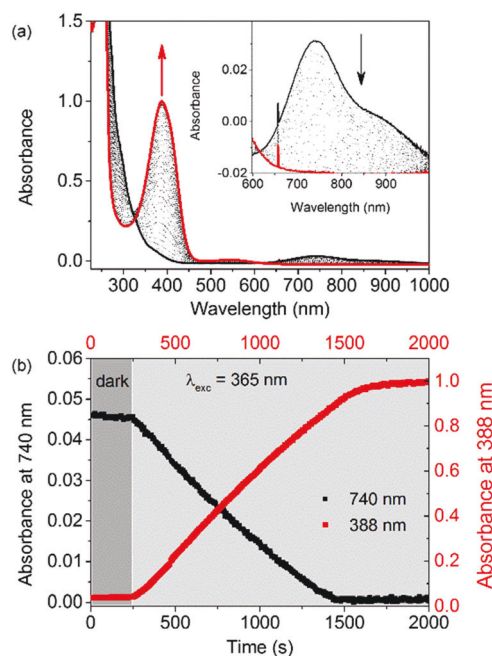 (a)
1.5
1.0
0.5
0.0
Absorbance
300 400 500 600 700 800 900 1000
Wavelength (nm)
0.02
0.00
-0.02
Absorbance
600 700 800 900
Wavelength (nm)
0 500 1000 1500 2000
(b)
0.06
0.05
0.04
0.03
0.02
0.01
0.00
Absorbance at 740 nm
dark
λexc = 365 nm
740 nm
388 nm
1.0
0.8
0.6
0.4
0.2
0.0
Absorbance at 388 nm
0 500 1000 1500 2000
Time (s)